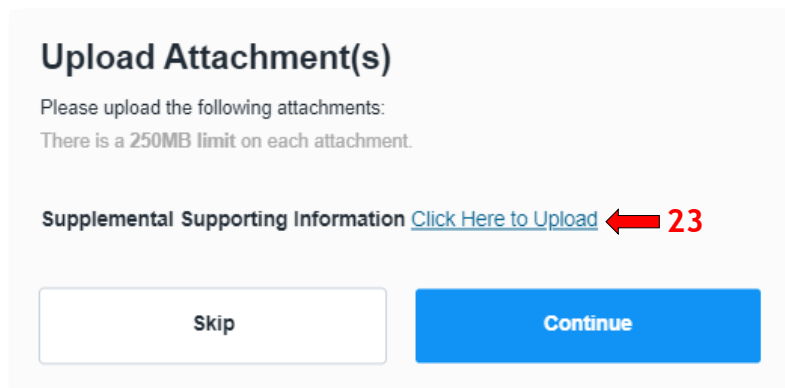 Upload Attachment(s)
Please upload the following attachments:
There is a 250MB limit on each attachment.
Supplemental Supporting Information Click Here to Upload 23
Skip Continue